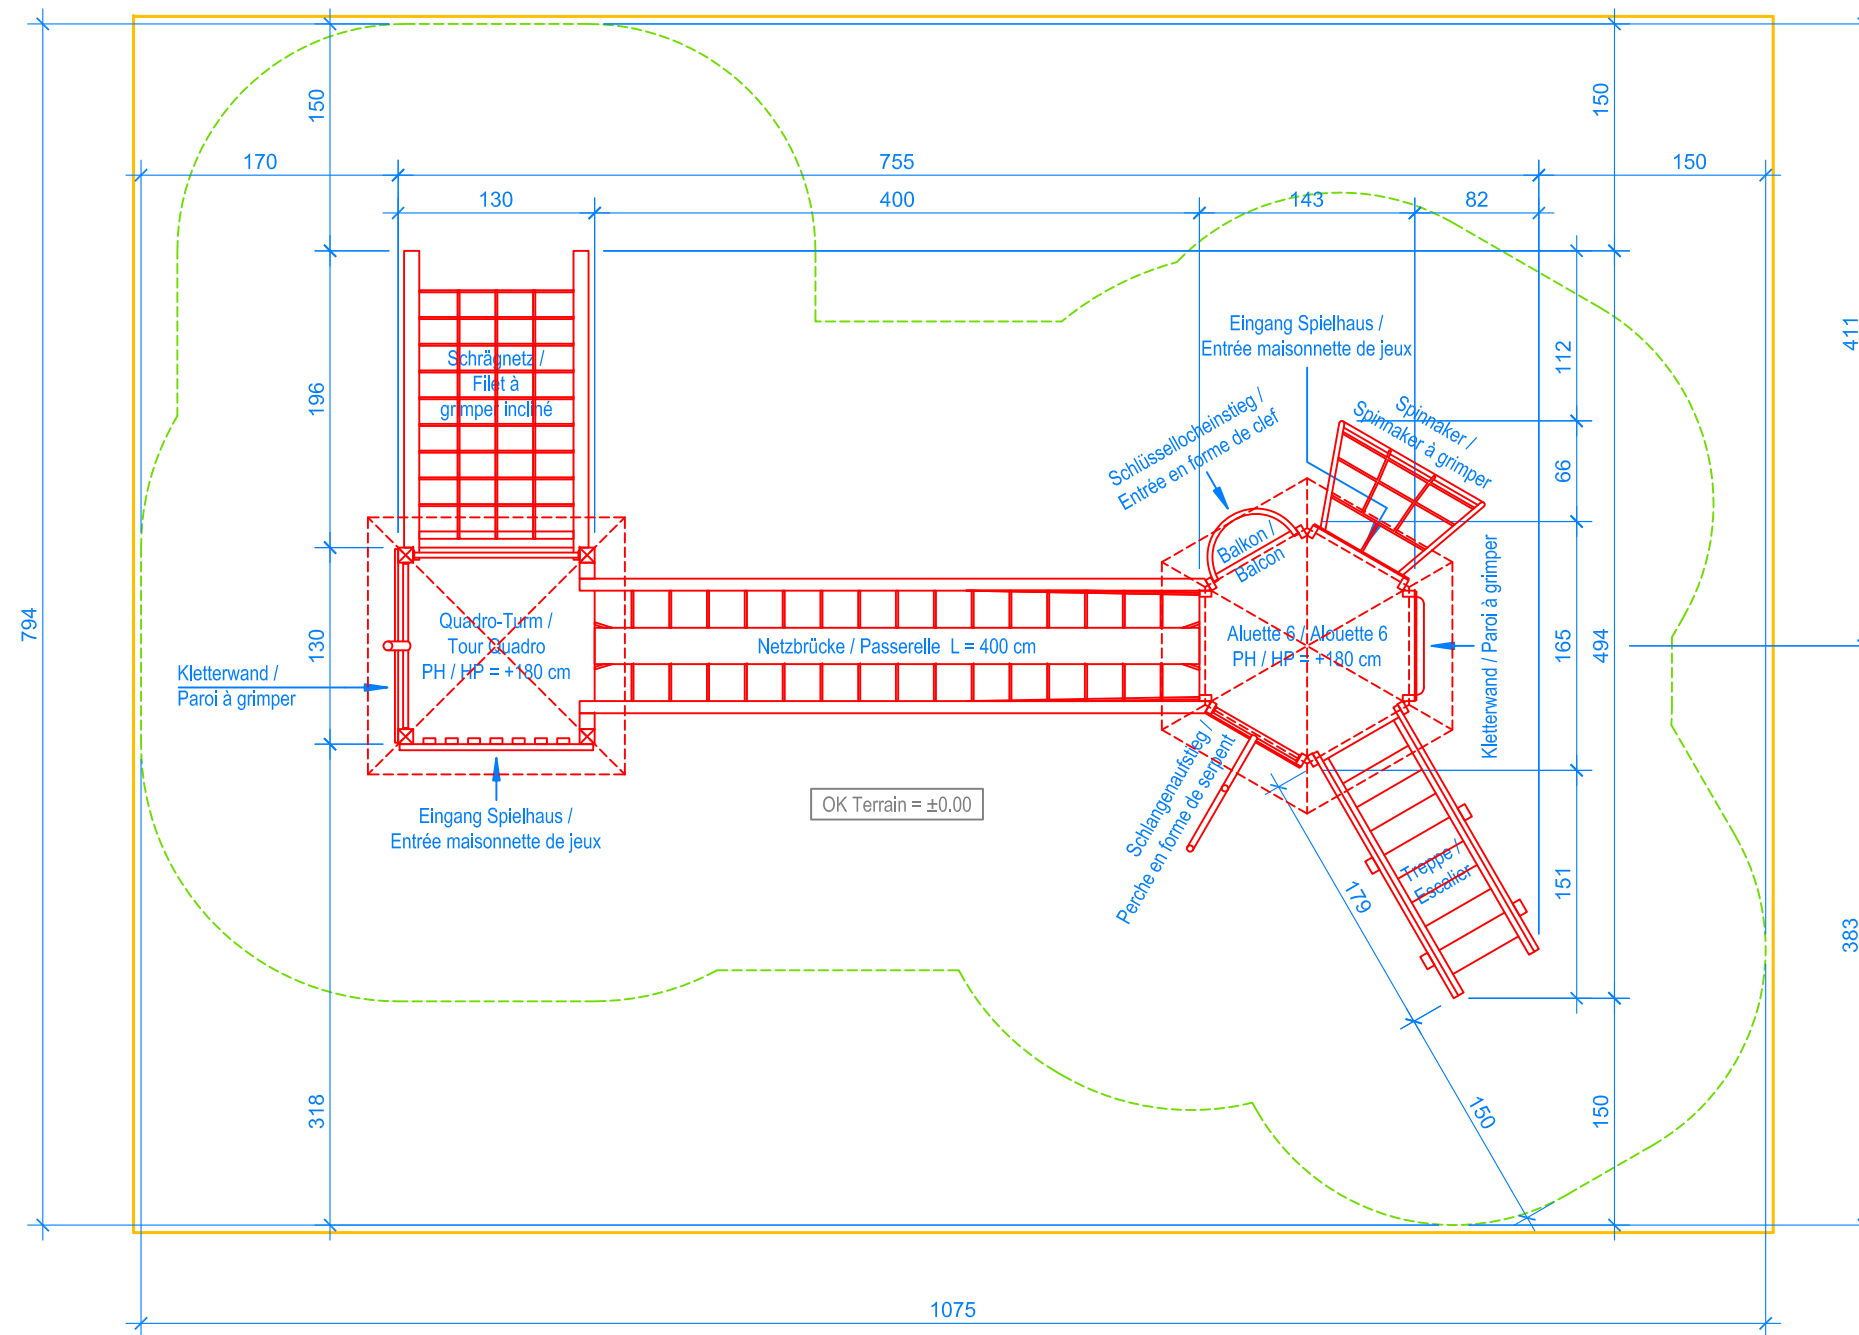 150
150
170
755
150
130
400
143
82
411
Eingang Spielhaus /
Entrée maisonnette de jeux
112
Schrägnetz /
Filet à
grimper incliné
196
Schlüssellocheinstieg /
Entrée en forme de clef
Spinnaker /
Spinnaker à grimper
66
Balkon /
Balcon
794
130
Quadro-Turm /
Tour Quadro
PH / HP = +180 cm
Netzbrücke / Passerelle  L = 400 cm
Aluette 6 / Alouette 6
PH / HP = +180 cm
Kletterwand / Paroi à grimper
165
494
Kletterwand /
Paroi à grimper
Schlangenaufstieg /
Perche en forme de serpent
OK Terrain = ±0.00
Eingang Spielhaus /
Entrée maisonnette de jeux
Treppe /
Escalier
179
151
383
318
150
150
1075